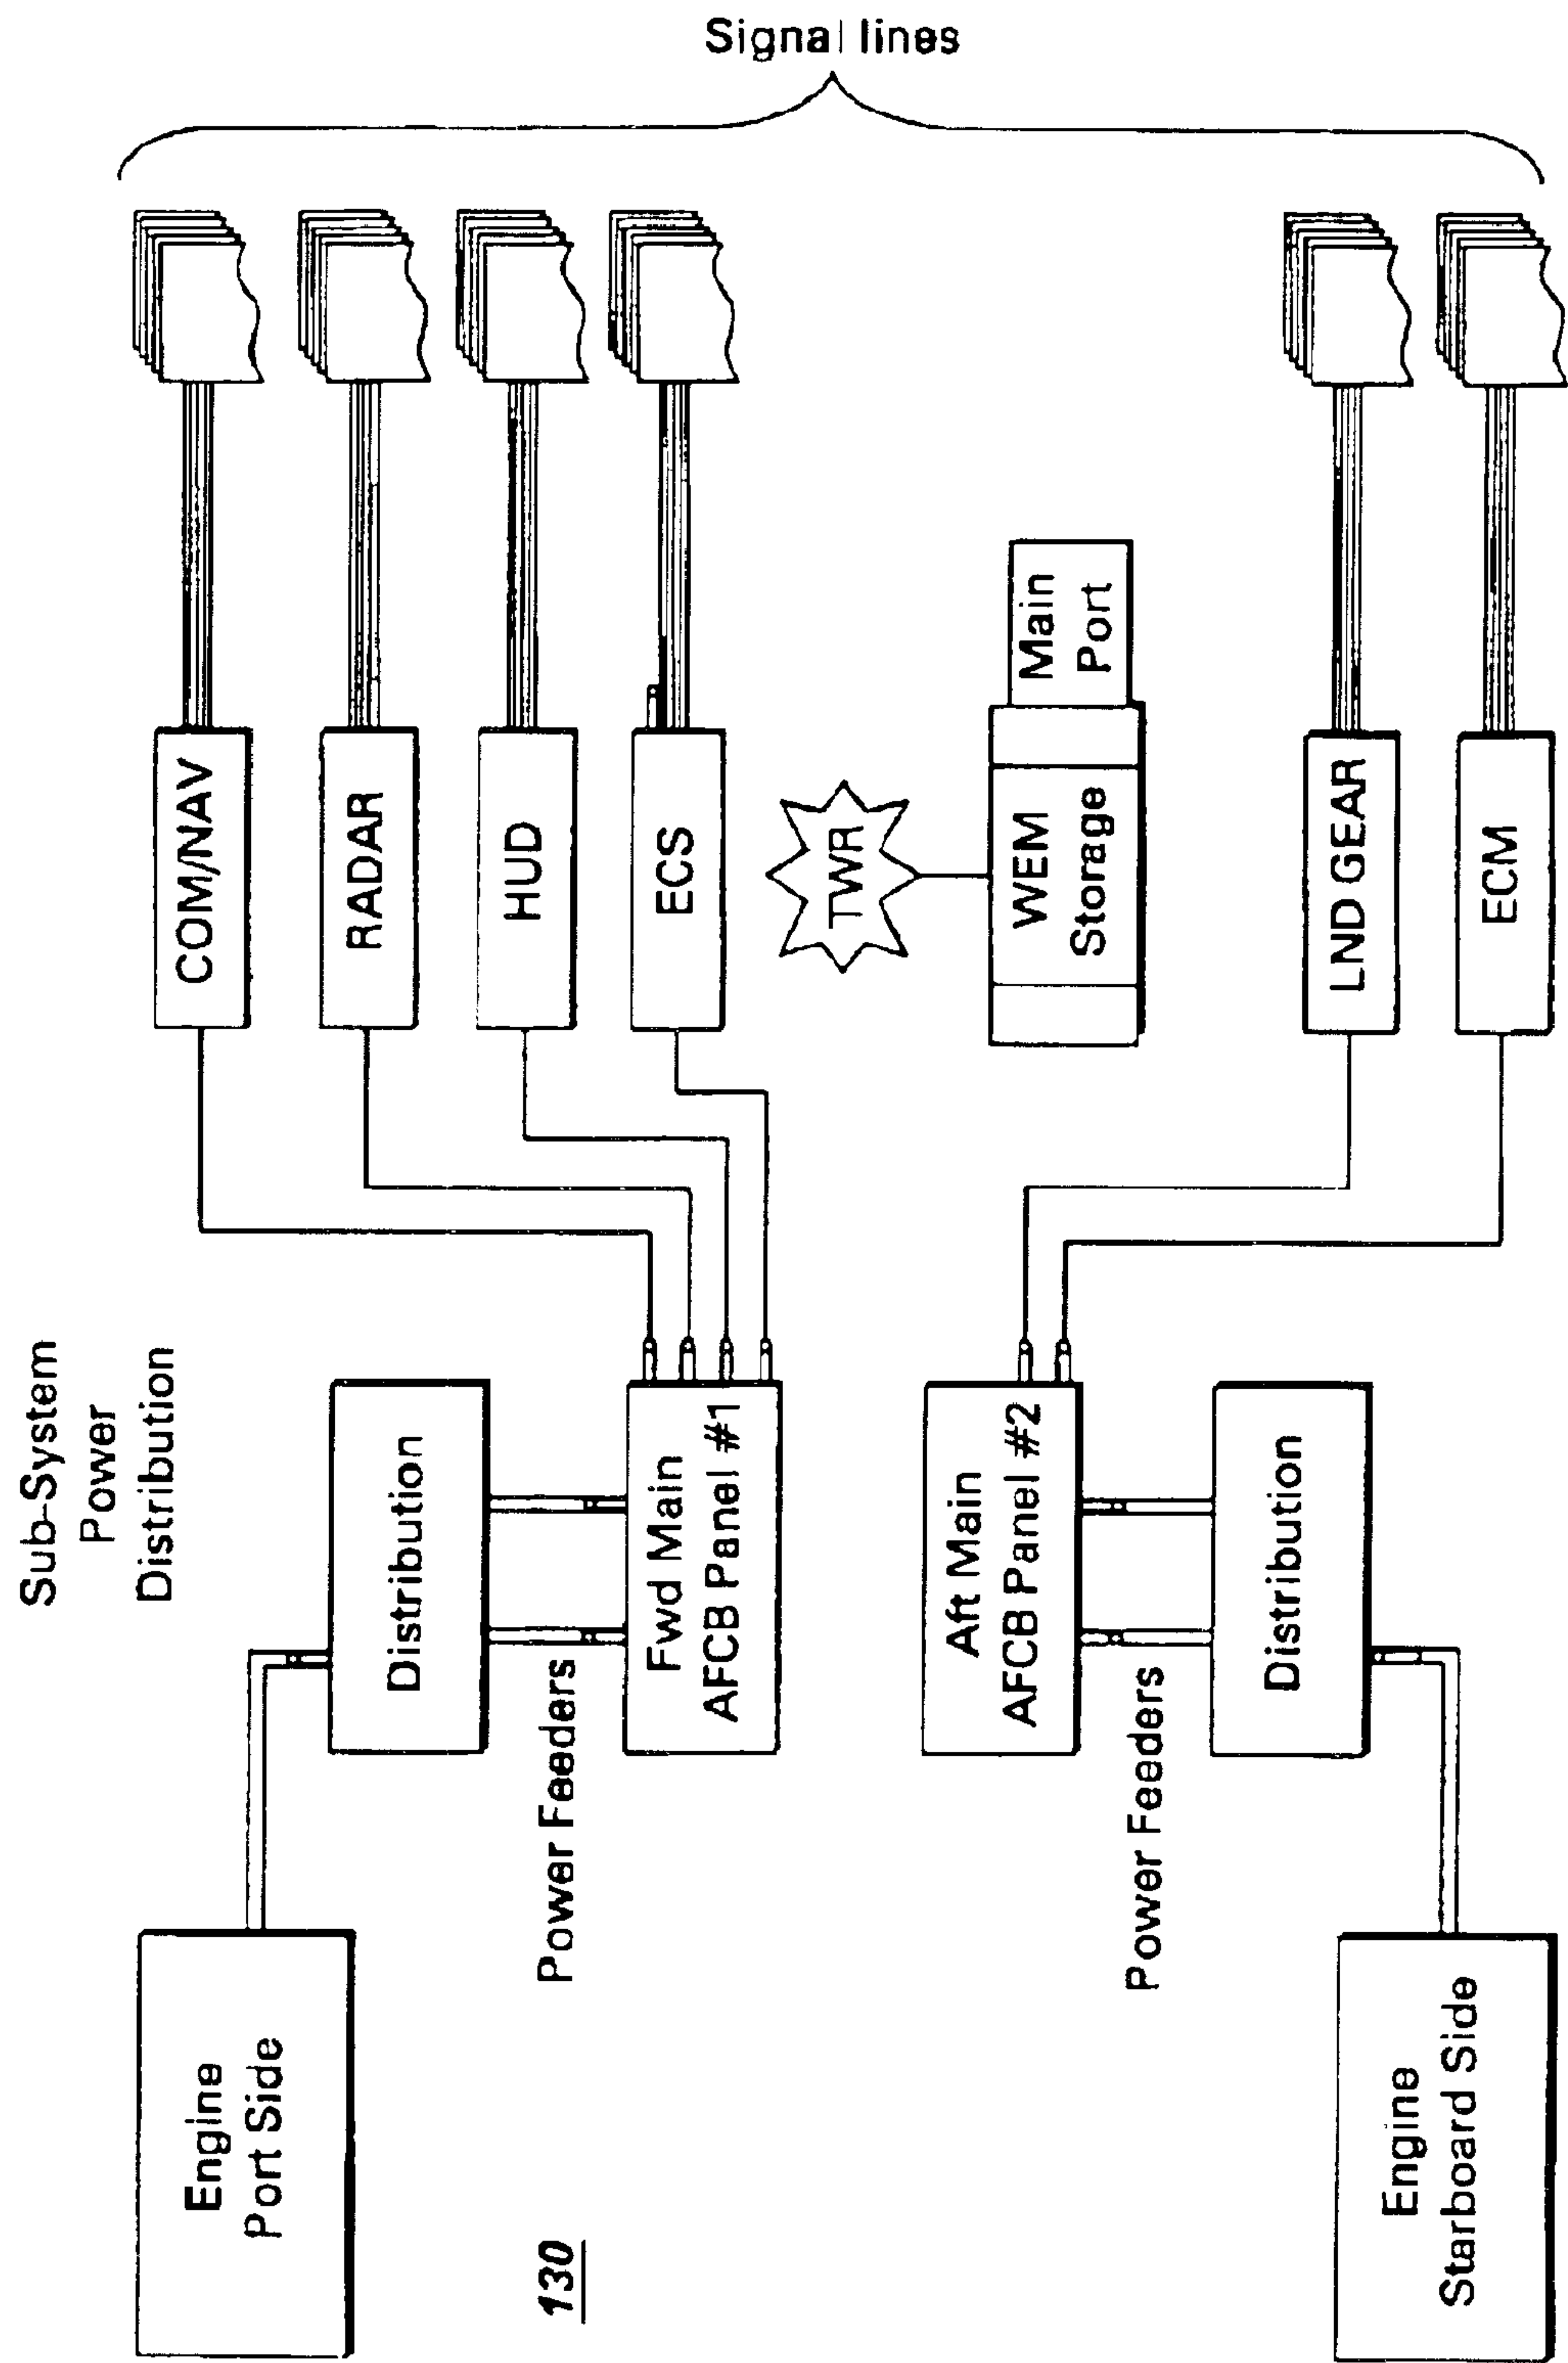 Signal lines
COM/NAV
RADAR
HUD
ECS
TWR
WEM
Storage
Main
Port
LND GEAR
ECM
Sub-System
Power
Distribution
Distribution
Fwd Main
AFCB Panel #1
Power Feeders
Aft Main
AFCB Panel #2
Distribution
Power Feeders
Engine
Port Side
130
Engine
Starboard Side